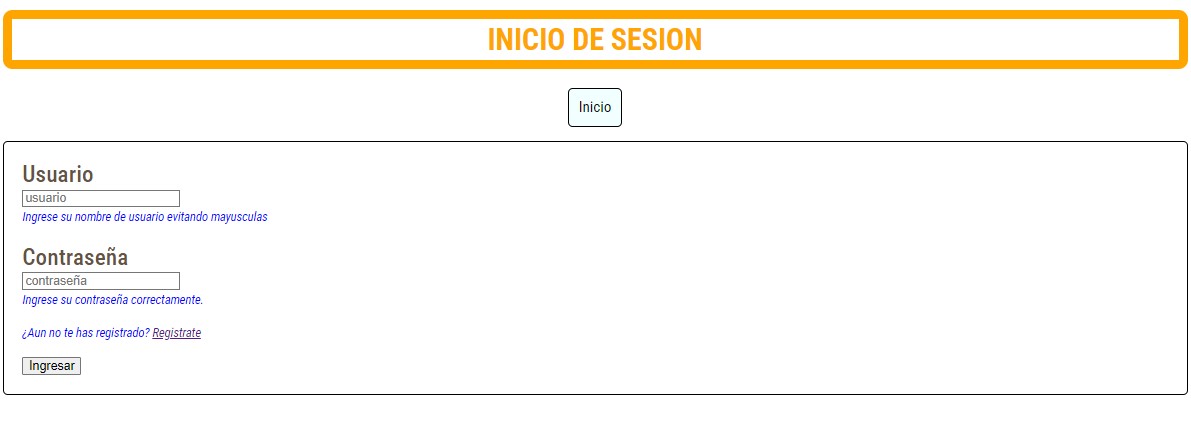 INICIO DE SESION
Inicio
Usuario
usuario
Ingrese su nombre de usuario evitando mayusculas
Contraseña
contraseña
Ingrese su contraseña correctamente.
¿Aun no te has registrado? Registrate
Ingresar